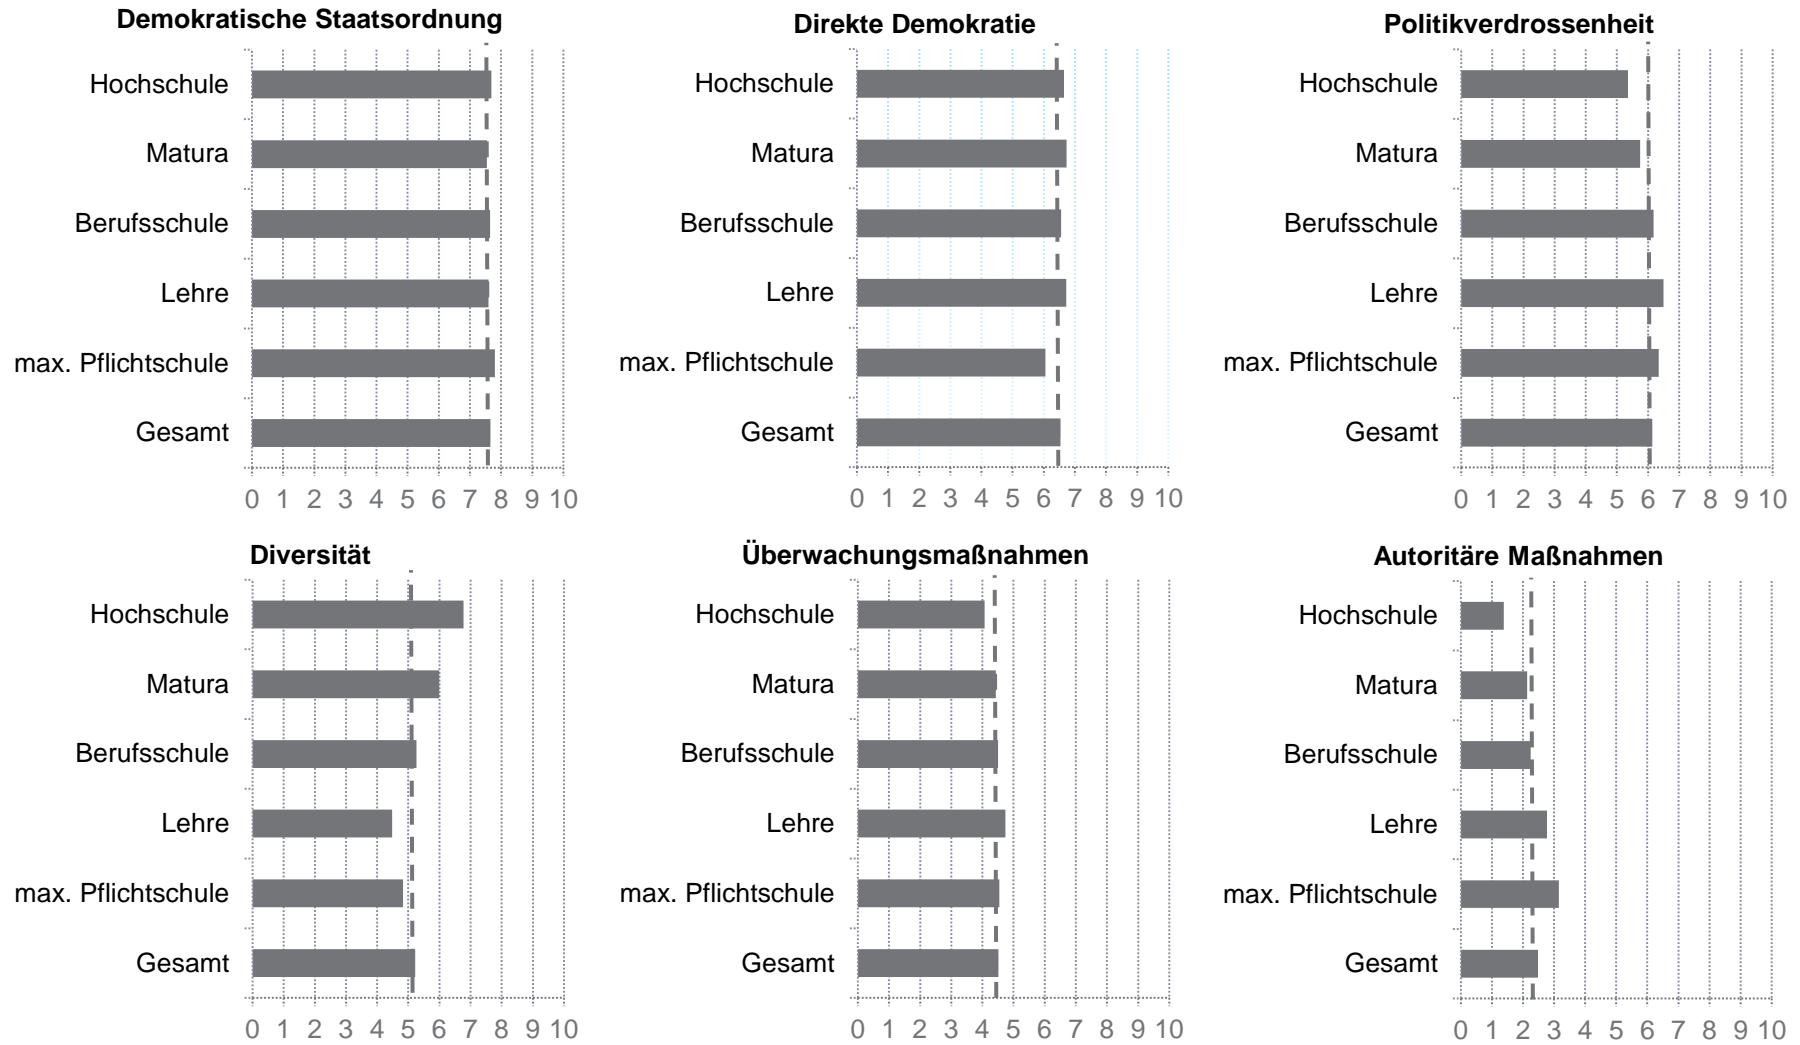 Demokratische Staatsordnung
Hochschule
Matura
Berufsschule
Lehre
max. Pflichtschule
Gesamt
0 1 2 3 4 5 6 7 8 9 10
Direkte Demokratie
Hochschule
Matura
Berufsschule
Lehre
max. Pflichtschule
Gesamt
0 1 2 3 4 5 6 7 8 9 10
Politikverdrossenheit
Hochschule
Matura
Berufsschule
Lehre
max. Pflichtschule
Gesamt
0 1 2 3 4 5 6 7 8 9 10
Diversität
Hochschule
Matura
Berufsschule
Lehre
max. Pflichtschule
Gesamt
0 1 2 3 4 5 6 7 8 9 10
Überwachungsmaßnahmen
Hochschule
Matura
Berufsschule
Lehre
max. Pflichtschule
Gesamt
0 1 2 3 4 5 6 7 8 9 10
Autoritäre Maßnahmen
Hochschule
Matura
Berufsschule
Lehre
max. Pflichtschule
Gesamt
0 1 2 3 4 5 6 7 8 9 10